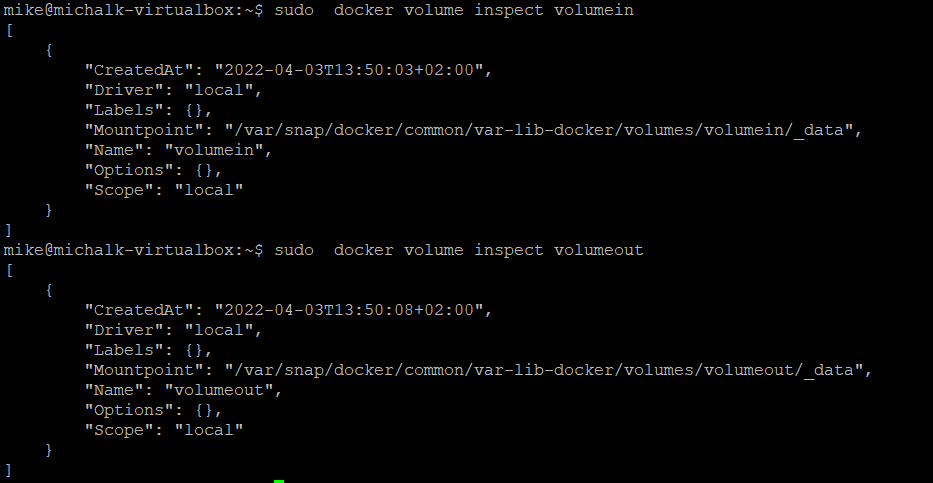 mike@michalk-virtualbox:~$ sudo  docker volume inspect volumein
[
    {
        "CreatedAt": "2022-04-03T13:50:03+02:00",
        "Driver": "local",
        "Labels": {},
        "Mountpoint": "/var/snap/docker/common/var-lib-docker/volumes/volumein/_data",
        "Name": "volumein",
        "Options": {},
        "Scope": "local"
    }
]
mike@michalk-virtualbox:~$ sudo  docker volume inspect volumeout
[
    {
        "CreatedAt": "2022-04-03T13:50:08+02:00",
        "Driver": "local",
        "Labels": {},
        "Mountpoint": "/var/snap/docker/common/var-lib-docker/volumes/volumeout/_data",
        "Name": "volumeout",
        "Options": {},
        "Scope": "local"
    }
]